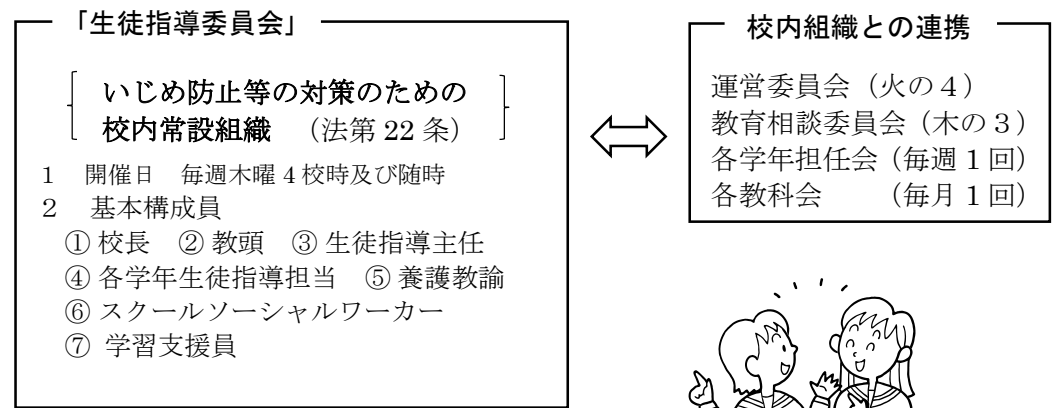 「生徒指導委員会」
いじめ防止等の対策のための
校内常設組織 （法第 22 条）
1 開催日 毎週木曜４校時及び随時
2 基本構成員
① 校長 ② 教頭 ③ 生徒指導主任
④ 各学年生徒指導担当 ⑤ 養護教諭
⑥ スクールソーシャルワーカー
⑦ 学習支援員
校内組織との連携
運営委員会（火の４）
教育相談委員会（木の３）
各学年担任会（毎週１回）
各教科会 （毎月１回）